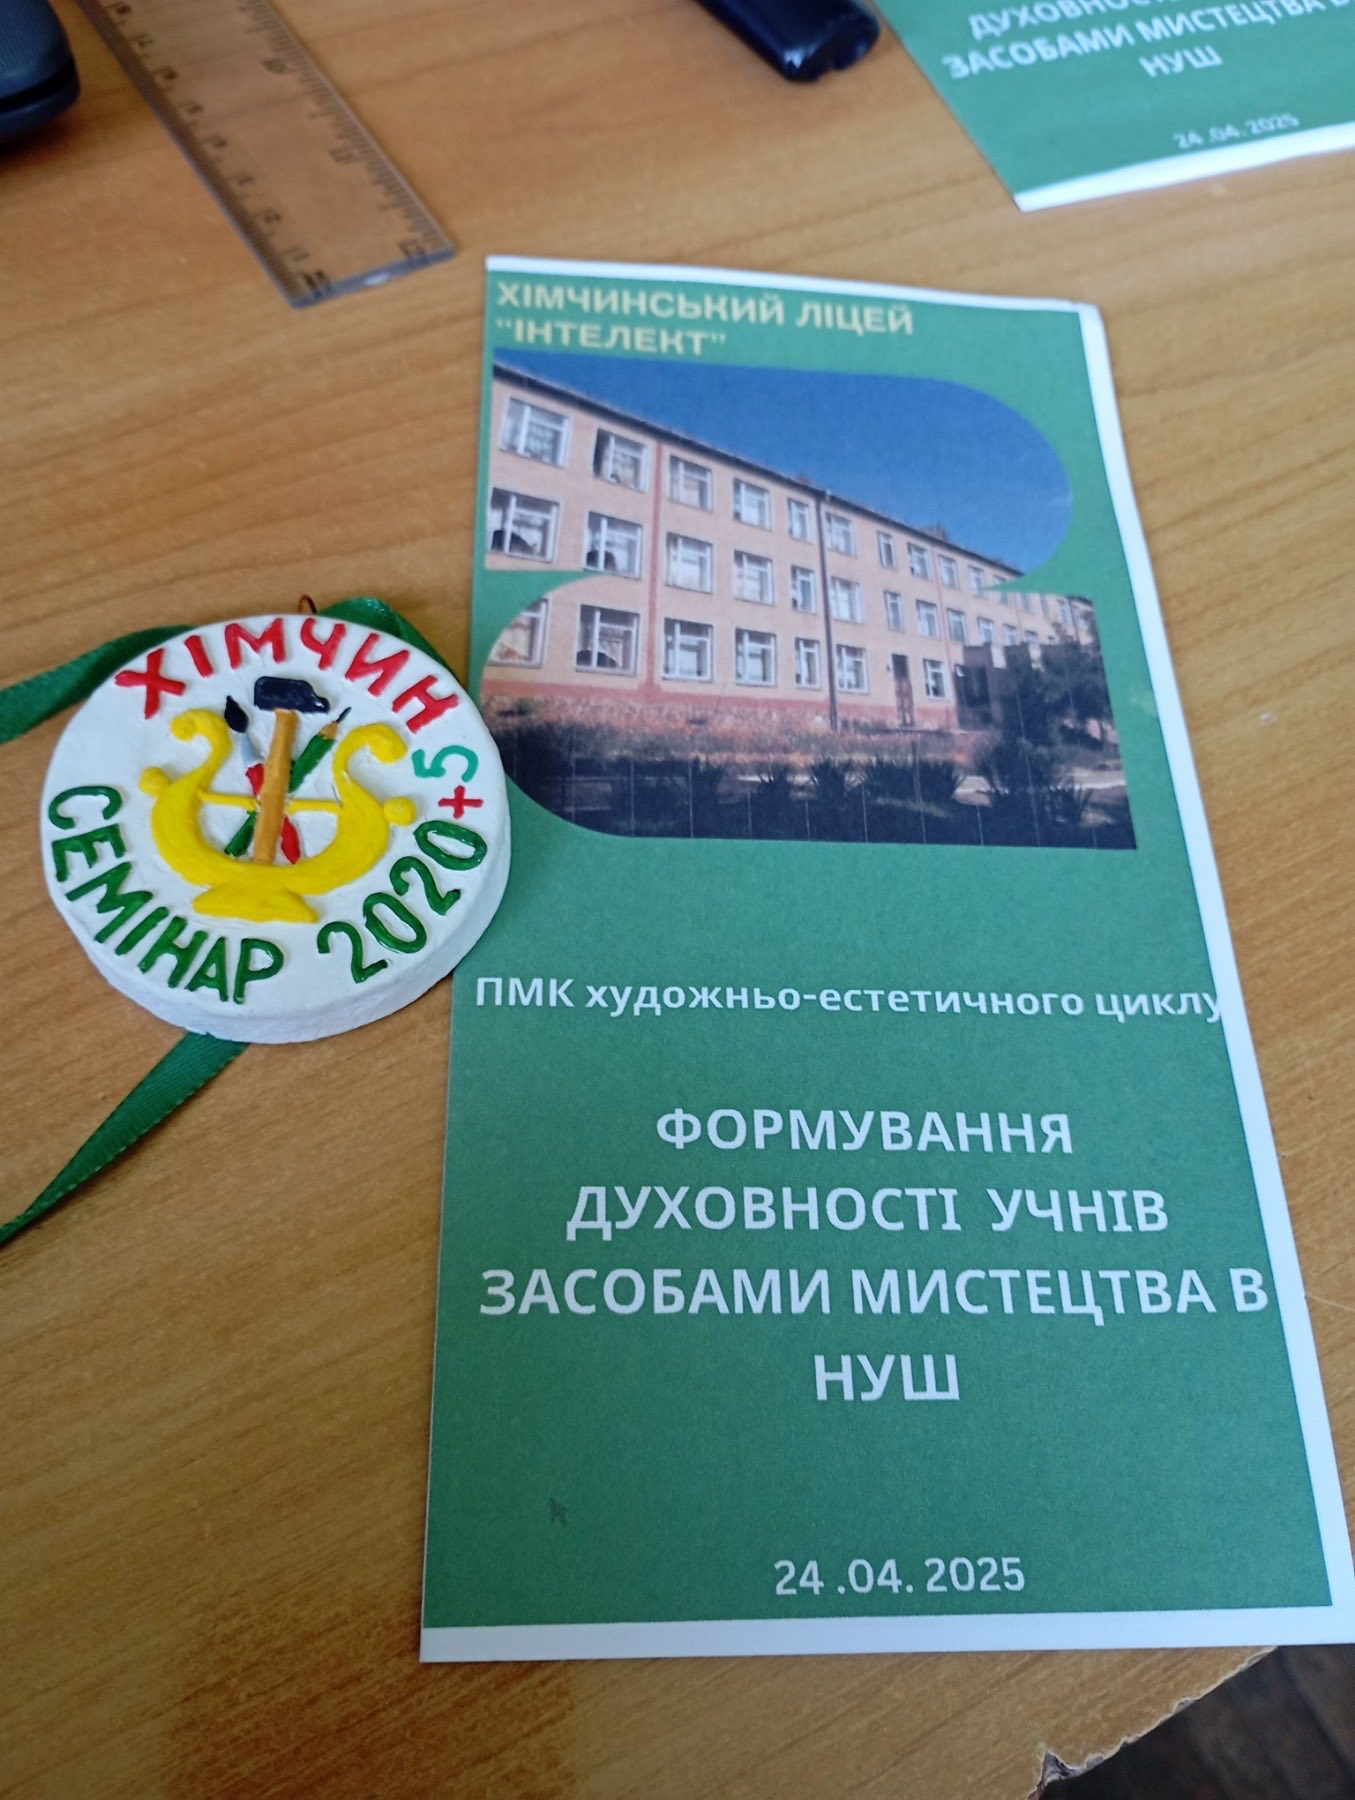 ДУХОВНОСТ
ЗАСОБАМИ МИСТЕЦТВА В
НУШ
24 .04. 2025
ХІМЧИНСЬКИЙ ЛІЦЕЙ
“ІНТЕЛЕКТ”
ХІМЧИН
СЕМІНАР 2020+5
ПМК художньо-естетичного циклу
ФОРМУВАННЯ
ДУХОВНОСТІ УЧНІВ
ЗАСОБАМИ МИСТЕЦТВА В
НУШ
24 .04. 2025